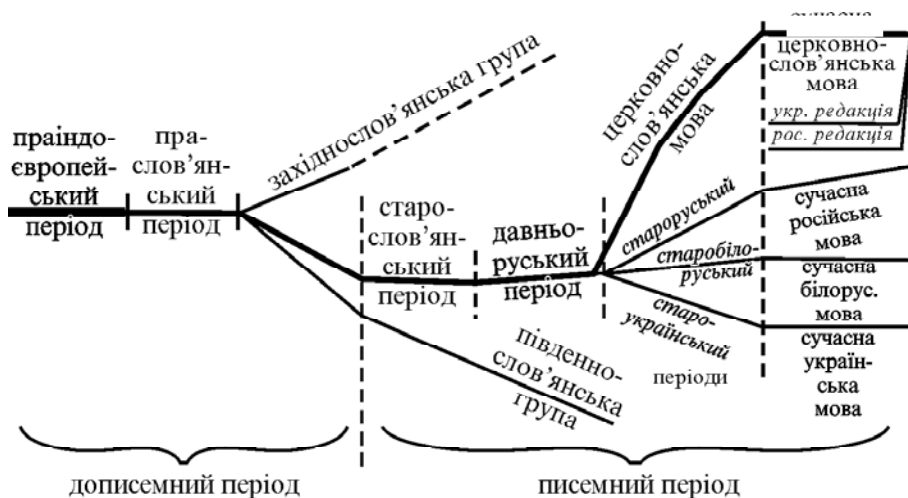 праіндо-
європей-
ський
період
пра-
слов’ян-
ський
період
західнослов’янська група
старо-
слов’ян-
ський
період
давньо-
руський
період
південно-
слов’янська
група
церковно-
слов’янська
мова
староруський
старобіло-
руський
старо-
український
періоди
сучасна
церковно-
слов’янська
мова
укр. редакція
рос. редакція
сучасна
російська
мова
сучасна
білорус.
мова
сучасна
україн-
ська
мова
дописемний період
писемний період